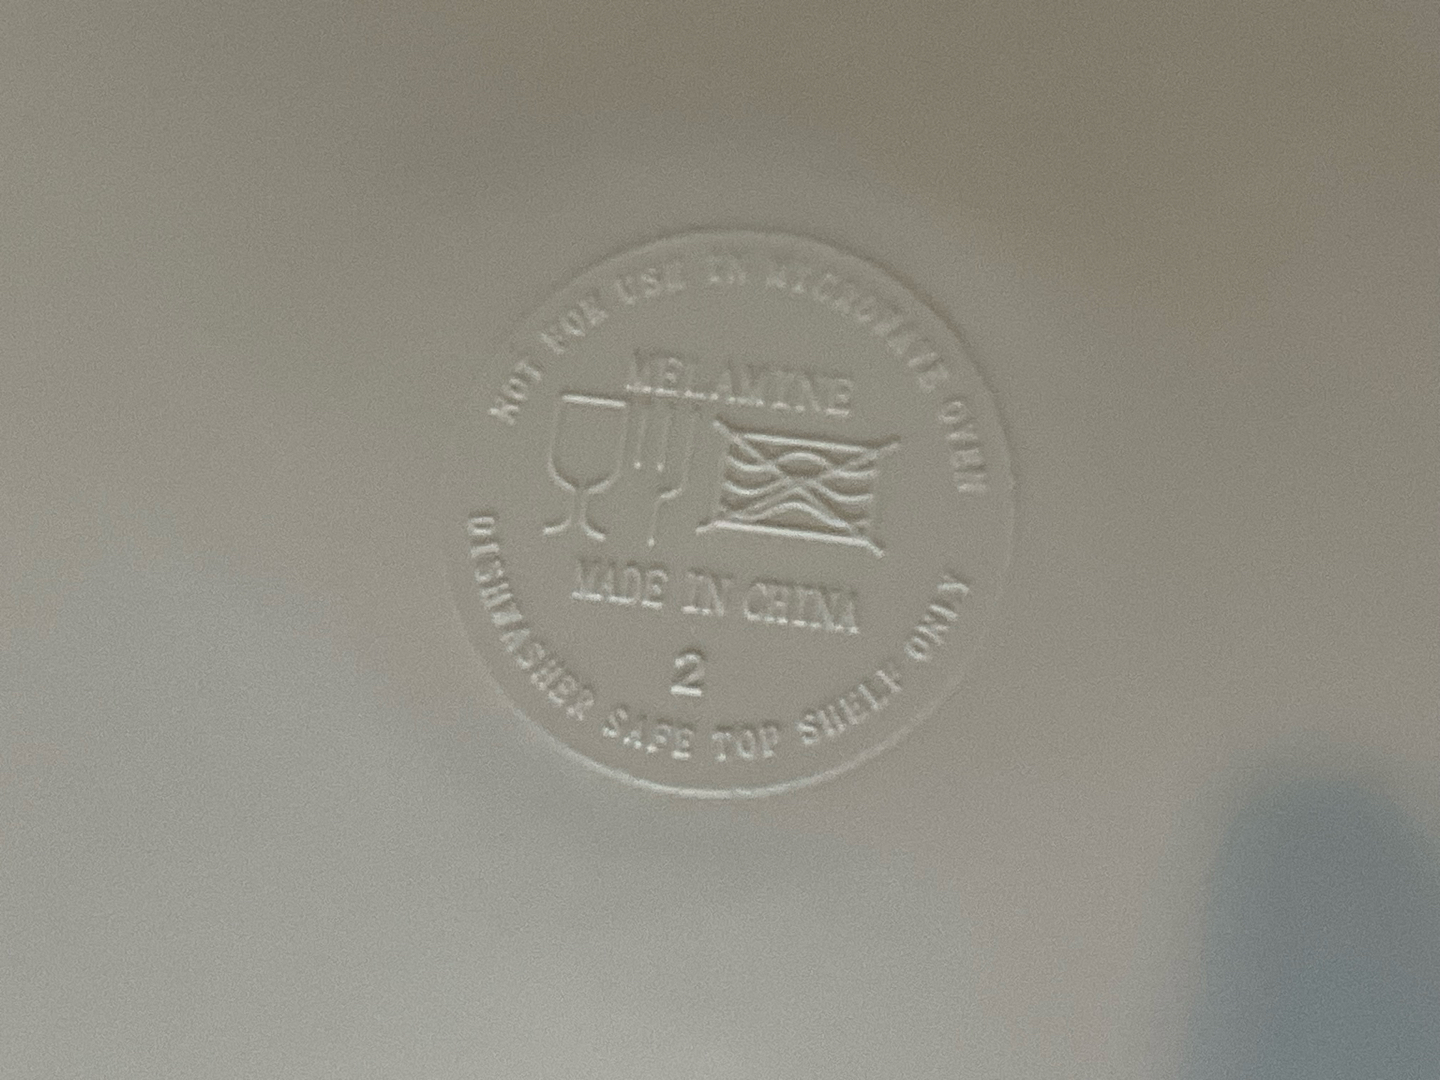 NOT FOR USE IN MICROWAVE OVEN
MELAMINE
MADE IN CHINA
2
DISHWASHER SAFE TOP SHELF ONLY